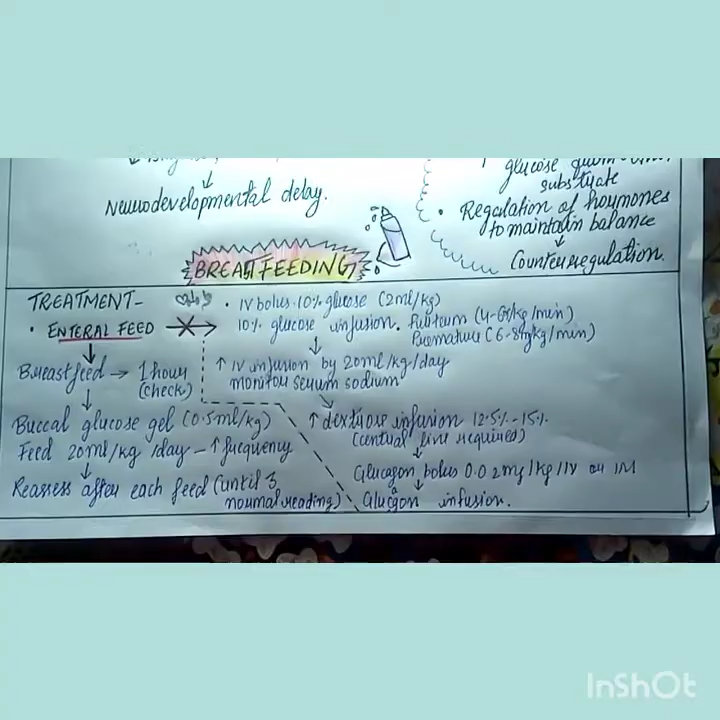 Neurodevelopmental delay.
glucose
substrate
• Regulation of hormones
to maintain balance
Counterregulation.
BREASTFEEDING
TREATMENT-
• ENTERAL FEED
Breastfeed → 1 hour
(check)
Buccal glucose gel (0.5ml/kg)
Feed 20ml/kg/day - ↑ frequency
Reassess after each feed (until 3
normal reading)
• IV bolus 10% glucose (2ml/kg)
10% glucose infusion. Full term (4-6 /kg/min)
Premature (6-8mg/kg/min)
↑ IV infusion by 20ml/kg/day
monitor serum sodium
↑ dextrose infusion 12.5%-15%
(central line required)
Glucagon bolus 0.02mg/kg/IV or IM
Glucagon infusion.
InShOt